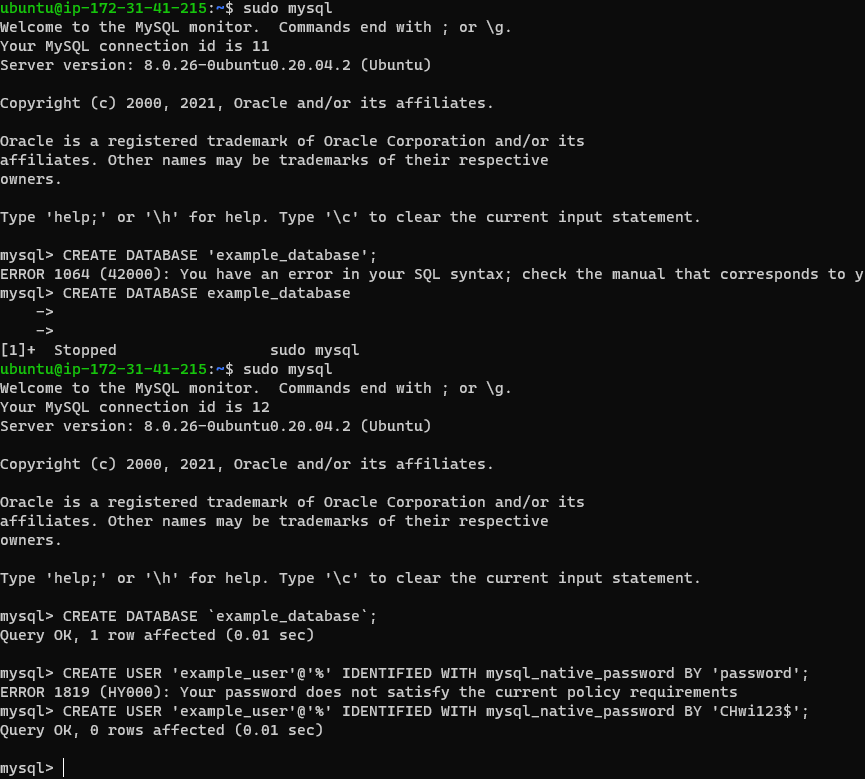 ubuntu@ip-172-31-41-215:~$ sudo mysql
Welcome to the MySQL monitor.  Commands end with ; or \g.
Your MySQL connection id is 11
Server version: 8.0.26-0ubuntu0.20.04.2 (Ubuntu)
Copyright (c) 2000, 2021, Oracle and/or its affiliates.
Oracle is a registered trademark of Oracle Corporation and/or its
affiliates. Other names may be trademarks of their respective
owners.
Type 'help;' or '\h' for help. Type '\c' to clear the current input statement.
mysql> CREATE DATABASE 'example_database';
ERROR 1064 (42000): You have an error in your SQL syntax; check the manual that corresponds to y
mysql> CREATE DATABASE example_database
    ->
    ->
[1]+  Stopped                 sudo mysql
ubuntu@ip-172-31-41-215:~$ sudo mysql
Welcome to the MySQL monitor.  Commands end with ; or \g.
Your MySQL connection id is 12
Server version: 8.0.26-0ubuntu0.20.04.2 (Ubuntu)
Copyright (c) 2000, 2021, Oracle and/or its affiliates.
Oracle is a registered trademark of Oracle Corporation and/or its
affiliates. Other names may be trademarks of their respective
owners.
Type 'help;' or '\h' for help. Type '\c' to clear the current input statement.
mysql> CREATE DATABASE `example_database`;
Query OK, 1 row affected (0.01 sec)
mysql> CREATE USER 'example_user'@'%' IDENTIFIED WITH mysql_native_password BY 'password';
ERROR 1819 (HY000): Your password does not satisfy the current policy requirements
mysql> CREATE USER 'example_user'@'%' IDENTIFIED WITH mysql_native_password BY 'CHwi123$';
Query OK, 0 rows affected (0.01 sec)
mysql>